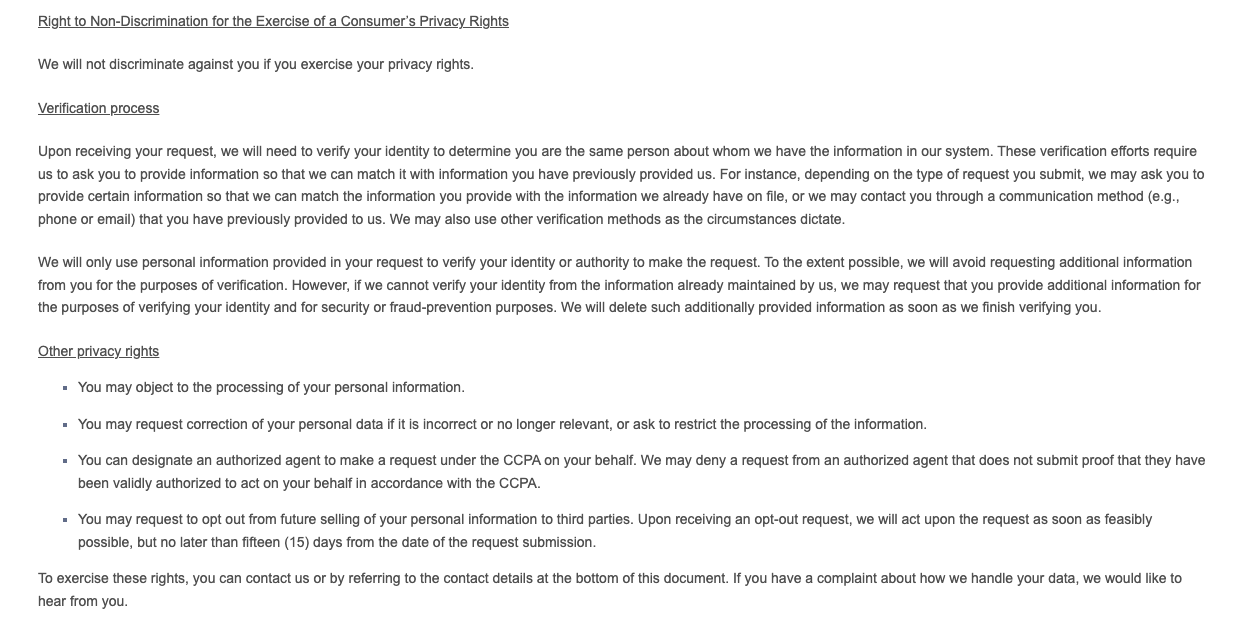 Right to Non-Discrimination for the Exercise of a Consumer’s Privacy Rights
We will not discriminate against you if you exercise your privacy rights.
Verification process
Upon receiving your request, we will need to verify your identity to determine you are the same person about whom we have the information in our system. These verification efforts require
us to ask you to provide information so that we can match it with information you have previously provided us. For instance, depending on the type of request you submit, we may ask you to
provide certain information so that we can match the information you provide with the information we already have on file, or we may contact you through a communication method (e.g.,
phone or email) that you have previously provided to us. We may also use other verification methods as the circumstances dictate.
We will only use personal information provided in your request to verify your identity or authority to make the request. To the extent possible, we will avoid requesting additional information
from you for the purposes of verification. However, if we cannot verify your identity from the information already maintained by us, we may request that you provide additional information for
the purposes of verifying your identity and for security or fraud-prevention purposes. We will delete such additionally provided information as soon as we finish verifying you.
Other privacy rights
▪ You may object to the processing of your personal information.
▪ You may request correction of your personal data if it is incorrect or no longer relevant, or ask to restrict the processing of the information.
▪ You can designate an authorized agent to make a request under the CCPA on your behalf. We may deny a request from an authorized agent that does not submit proof that they have
been validly authorized to act on your behalf in accordance with the CCPA.
▪ You may request to opt out from future selling of your personal information to third parties. Upon receiving an opt-out request, we will act upon the request as soon as feasibly
possible, but no later than fifteen (15) days from the date of the request submission.
To exercise these rights, you can contact us or by referring to the contact details at the bottom of this document. If you have a complaint about how we handle your data, we would like to
hear from you.